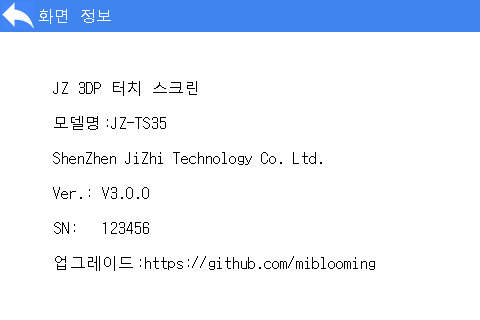 화면 정보
JZ 3DP 터치 스크린
모델명:JZ-TS35
ShenZhen JiZhi Technology Co. Ltd.
Ver.: V3.0.0
SN: 123456
업그레이드:https://github.com/miblooming